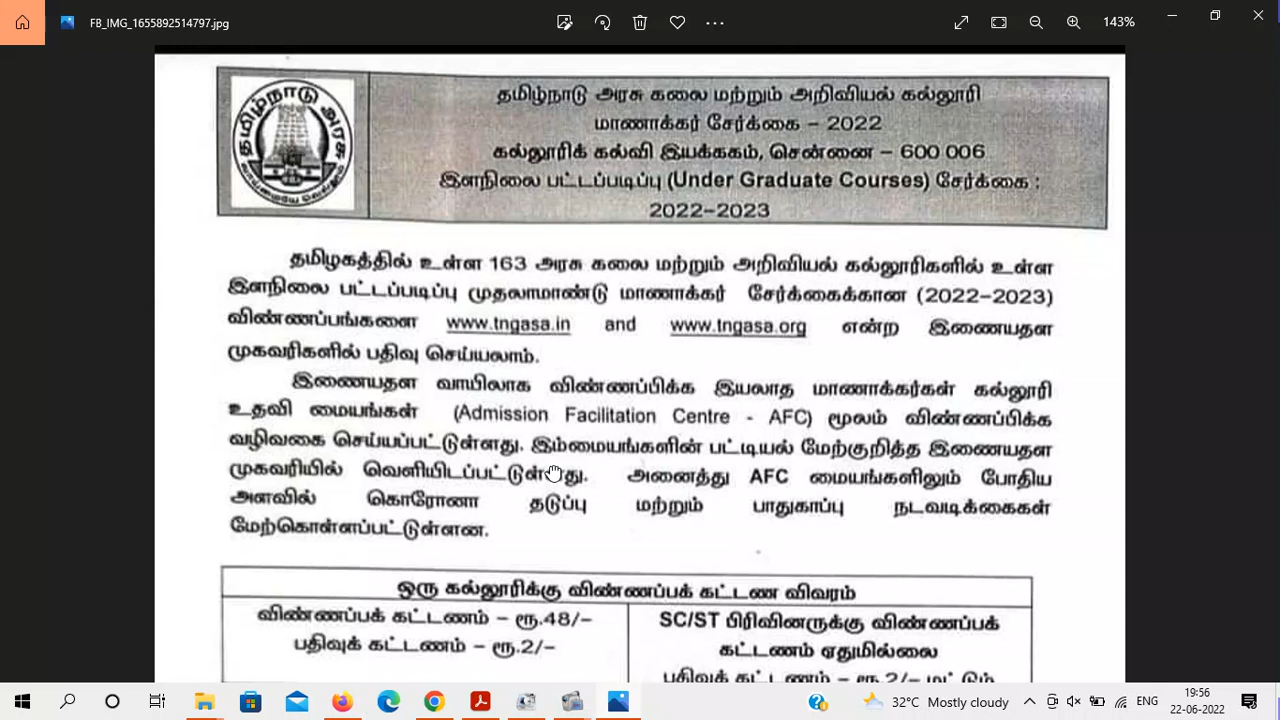 FB_IMG_1655892514797.jpg
143%
தமிழ்நாடு அரசு
வாய்மையே வெல்லும்
தமிழ்நாடு அரசு கலை மற்றும் அறிவியல் கல்லூரி
மாணாக்கர் சேர்க்கை – 2022
கல்லூரிக் கல்வி இயக்ககம், சென்னை – 600 006
இளநிலை பட்டப்படிப்பு (Under Graduate Courses) சேர்க்கை :
2022–2023
தமிழகத்தில் உள்ள 163 அரசு கலை மற்றும் அறிவியல் கல்லூரிகளில் உள்ள
இளநிலை பட்டப்படிப்பு முதலாமாண்டு மாணாக்கர் சேர்க்கைக்கான (2022–2023)
விண்ணப்பங்களை www.tngasa.in and www.tngasa.org என்ற இணையதள
முகவரிகளில் பதிவு செய்யலாம்.
இணையதள வாயிலாக விண்ணப்பிக்க இயலாத மாணாக்கர்கள் கல்லூரி
உதவி மையங்கள் (Admission Facilitation Centre - AFC) மூலம் விண்ணப்பிக்க
வழிவகை செய்யப்பட்டுள்ளது. இம்மையங்களின் பட்டியல் மேற்குறித்த இணையதள
முகவரியில் வெளியிடப்பட்டுள்ளது. அனைத்து AFC மையங்களிலும் போதிய
அளவில் கொரோனா தடுப்பு மற்றும் பாதுகாப்பு நடவடிக்கைகள்
மேற்கொள்ளப்பட்டுள்ளன.
ஒரு கல்லூரிக்கு விண்ணப்பக் கட்டண விவரம்
விண்ணப்பக் கட்டணம் – ரூ.48/–
பதிவுக் கட்டணம் – ரூ.2/–
SC/ST பிரிவினருக்கு விண்ணப்பக்
கட்டணம் ஏதுமில்லை
பதிவுக் கட்டணம் – ரூ.2/– மட்டும்
32°C Mostly cloudy
ENG
19:56
22-06-2022